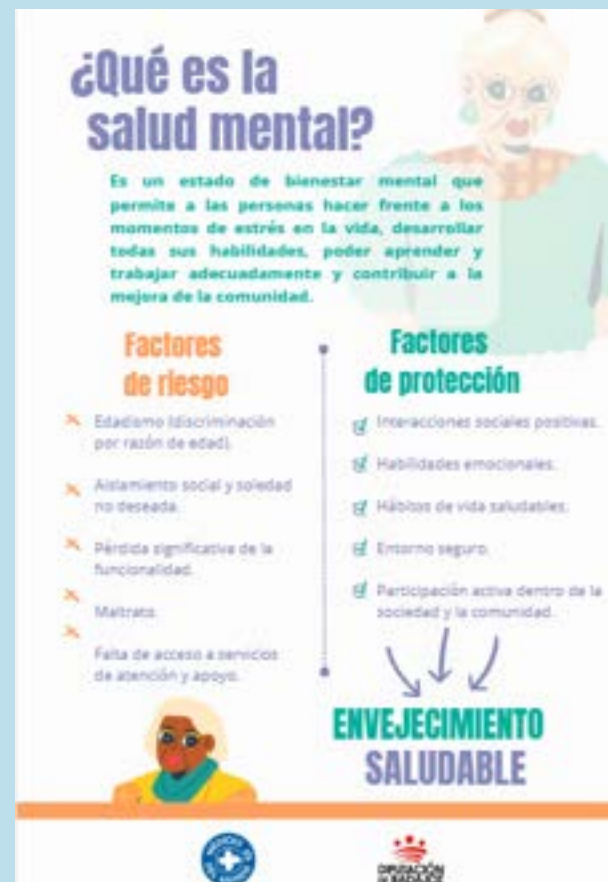 ¿Qué es la
salud mental?
Es un estado de bienestar mental que
permite a las personas hacer frente a los
momentos de estrés en la vida, desarrollar
todas sus habilidades, poder aprender y
trabajar adecuadamente y contribuir a la
mejora de la comunidad.
Factores
de riesgo
Edadismo (discriminación
por razón de edad).
Aislamiento social y soledad
no deseada.
Pérdida significativa de la
funcionalidad.
Maltrato.
Falta de acceso a servicios
de atención y apoyo.
Factores
de protección
Interacciones sociales positivas.
Habilidades emocionales.
Hábitos de vida saludables.
Entorno seguro.
Participación activa dentro de la
sociedad y la comunidad.
ENVEJECIMIENTO
SALUDABLE
DIPUTACIÓN
DE BADAJOZ